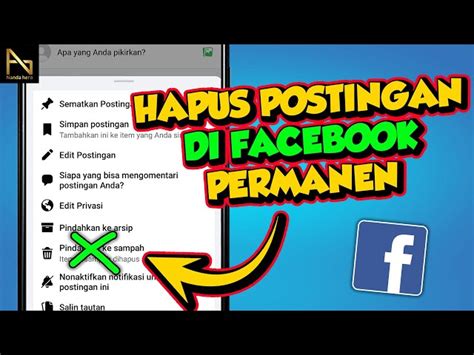 Nanda hero
Apa yang Anda pikirkan?
Sematkan Postingan
Simpan postingan
Tambahkan ini ke item yang Anda
Edit Postingan
Siapa yang bisa mengomentari
postingan Anda?
Edit Privasi
Pindahkan ke arsip
ke sampah
dihapus
Nonaktifkan notifikasi
postingan ini
Salin tautan
HAPUS POSTINGAN
DI FACEBOOK
PERMANEN
f